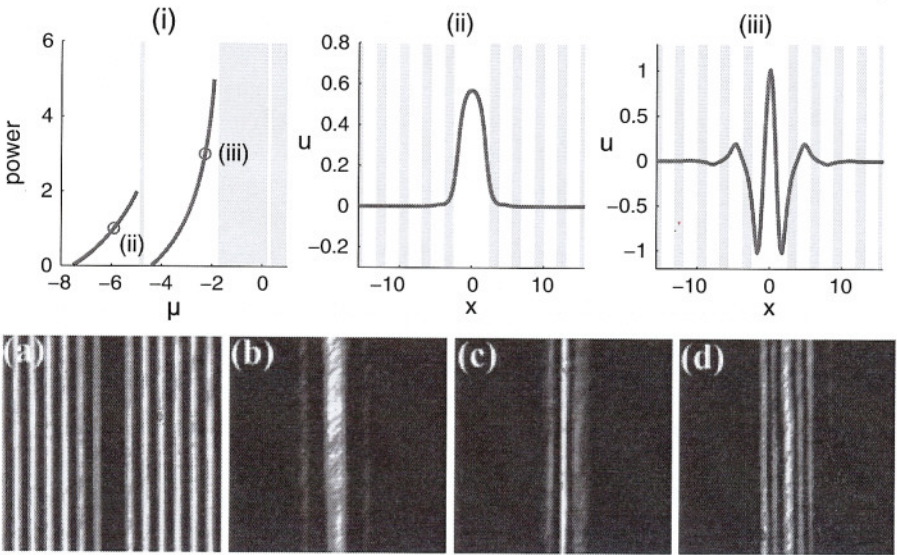 (i)
6
4
2
0
power
−8 −6 −4 −2 0
μ
(ii)
(iii)
(ii)
0.8
0.6
0.4
0.2
0
−0.2
u
−10 0 10
x
(iii)
1
0.5
0
−0.5
−1
u
−10 0 10
x
(a)
(b)
(c)
(d)